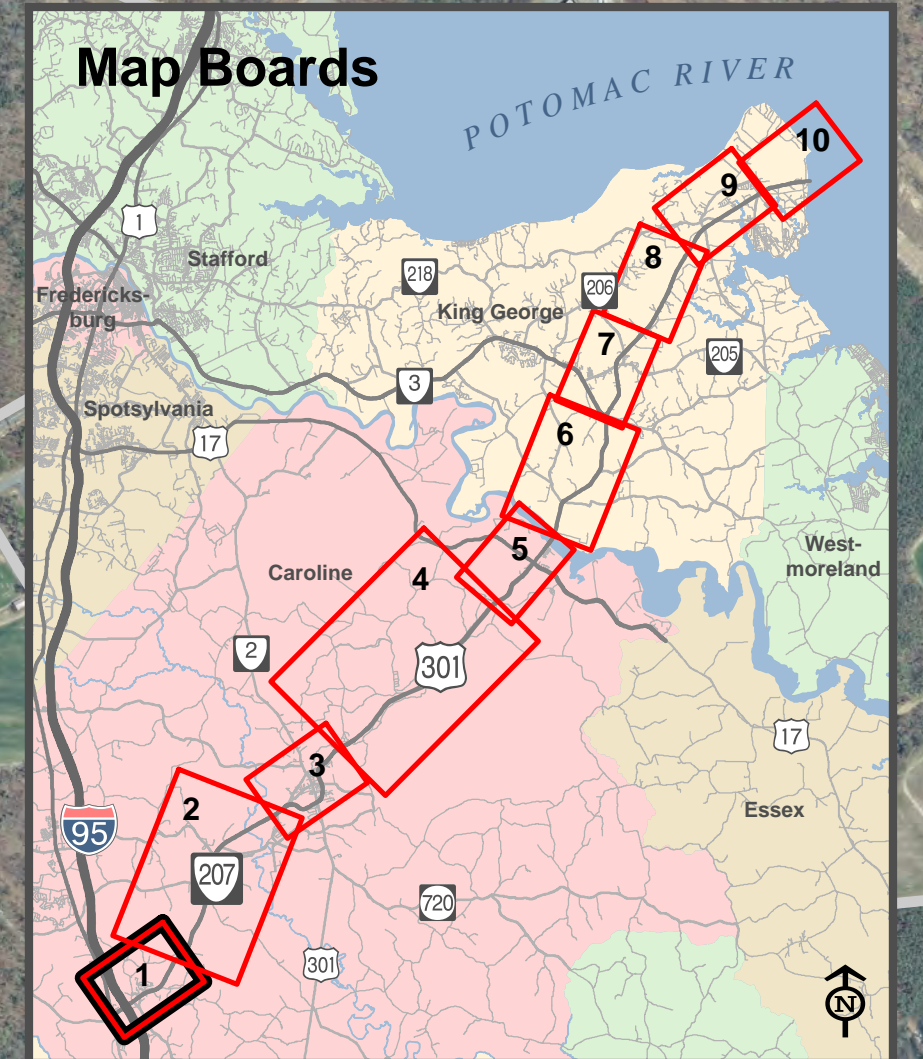 Map Boards
POTOMAC RIVER
10
9
1
Stafford
8
218
206
Fredericks-
burg
King George
7
205
3
Spotsylvania
17
6
5
West-
moreland
Caroline
4
2
301
17
3
2
Essex
95
207
720
301
1
N